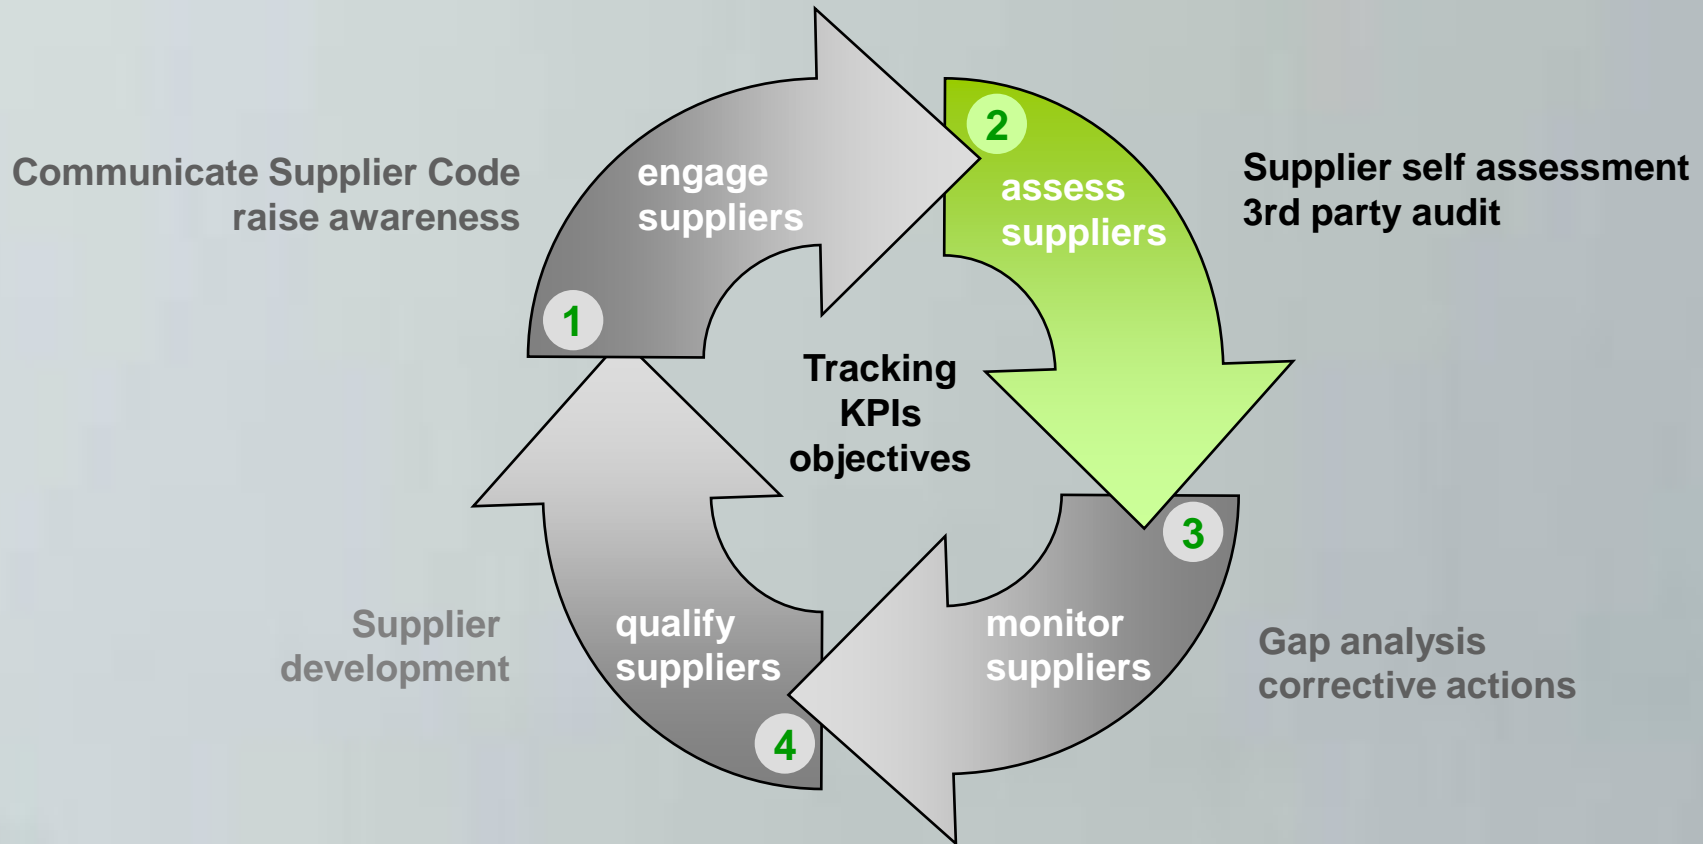 Communicate Supplier Code
raise awareness
1
engage
suppliers
2
assess
suppliers
Supplier self assessment
3rd party audit
Tracking
KPIs
objectives
3
monitor
suppliers
Gap analysis
corrective actions
4
qualify
suppliers
Supplier
development